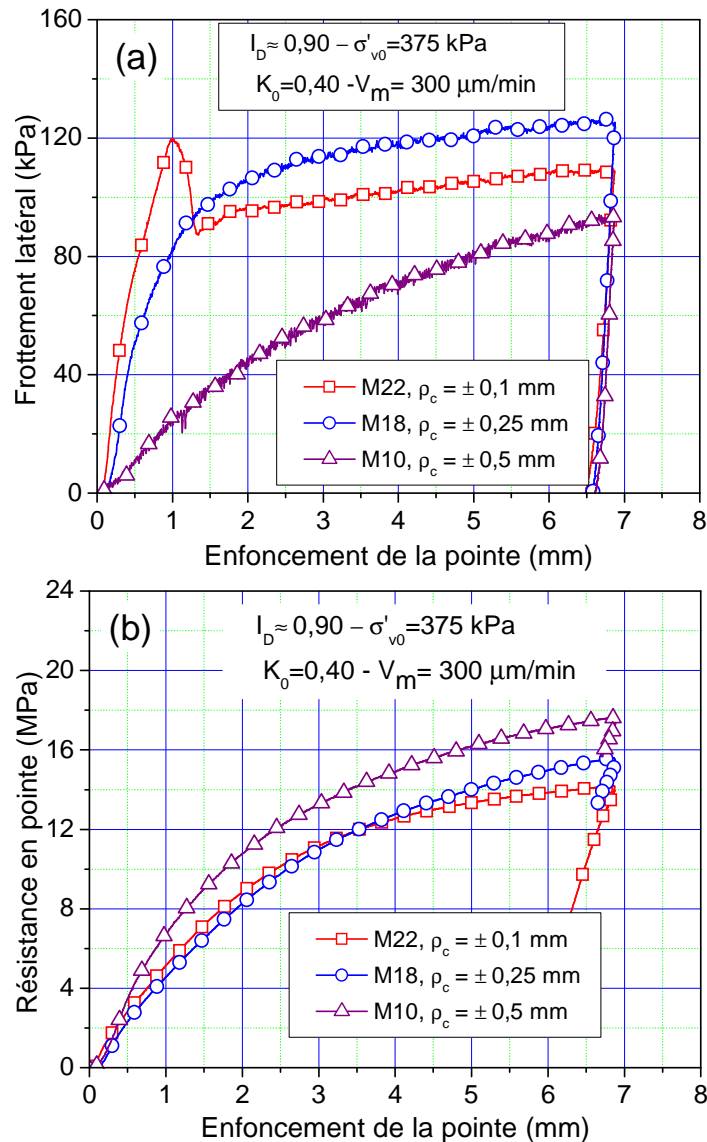 (a)
I_D ≈ 0,90 – σ'_v0=375 kPa
K_0=0,40 -V_m= 300 µm/min
Frottement latéral (kPa)
160
120
80
40
0
M22, ρ_c = ± 0,1 mm
M18, ρ_c = ± 0,25 mm
M10, ρ_c = ± 0,5 mm
0 1 2 3 4 5 6 7 8
Enfoncement de la pointe (mm)
(b)
I_D ≈ 0,90 – σ'_v0=375 kPa
K_0=0,40 - V_m= 300 µm/min
Résistance en pointe (MPa)
24
20
16
12
8
4
0
M22, ρ_c = ± 0,1 mm
M18, ρ_c = ± 0,25 mm
M10, ρ_c = ± 0,5 mm
0 1 2 3 4 5 6 7 8
Enfoncement de la pointe (mm)